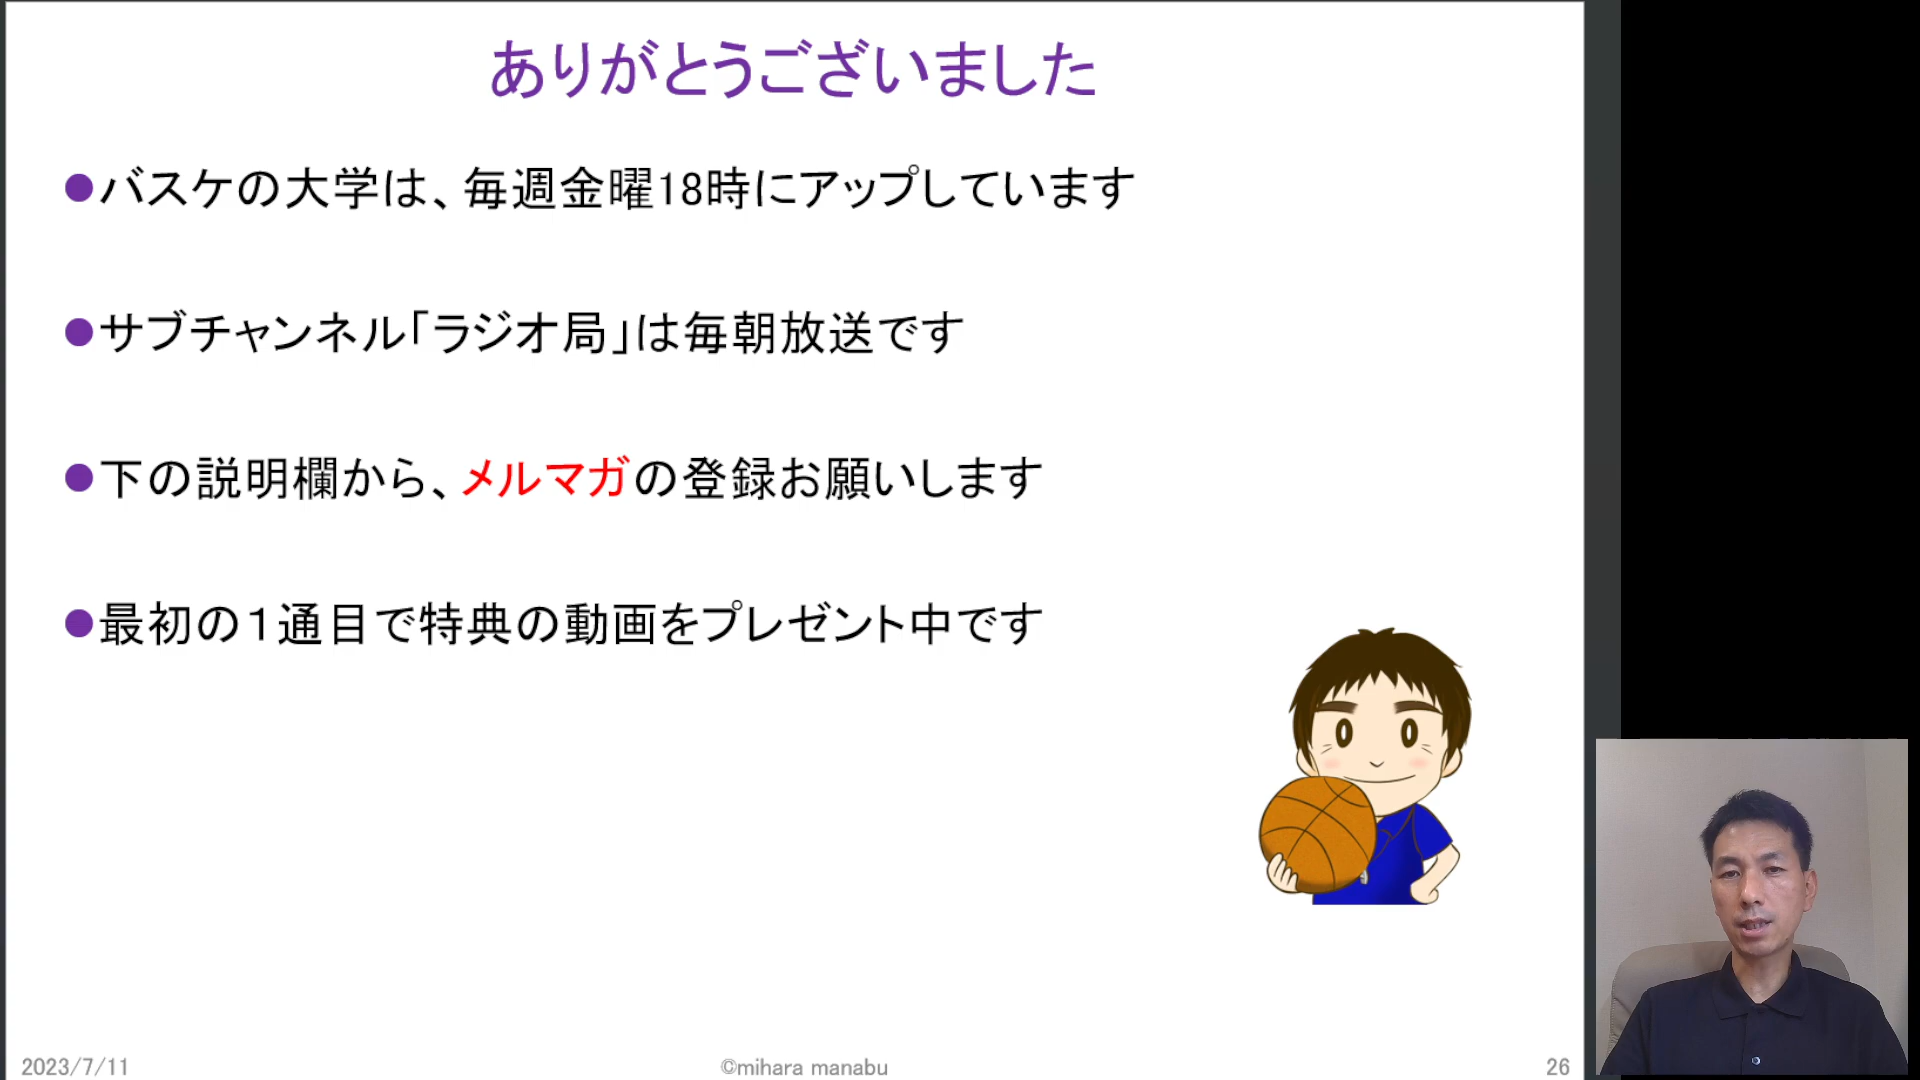 ありがとうございました
●バスケの大学は、毎週金曜18時にアップしています
●サブチャンネル「ラジオ局」は毎朝放送です
●下の説明欄から、メルマガの登録お願いします
●最初の１通目で特典の動画をプレゼント中です
2023/7/11
©mihara manabu
26